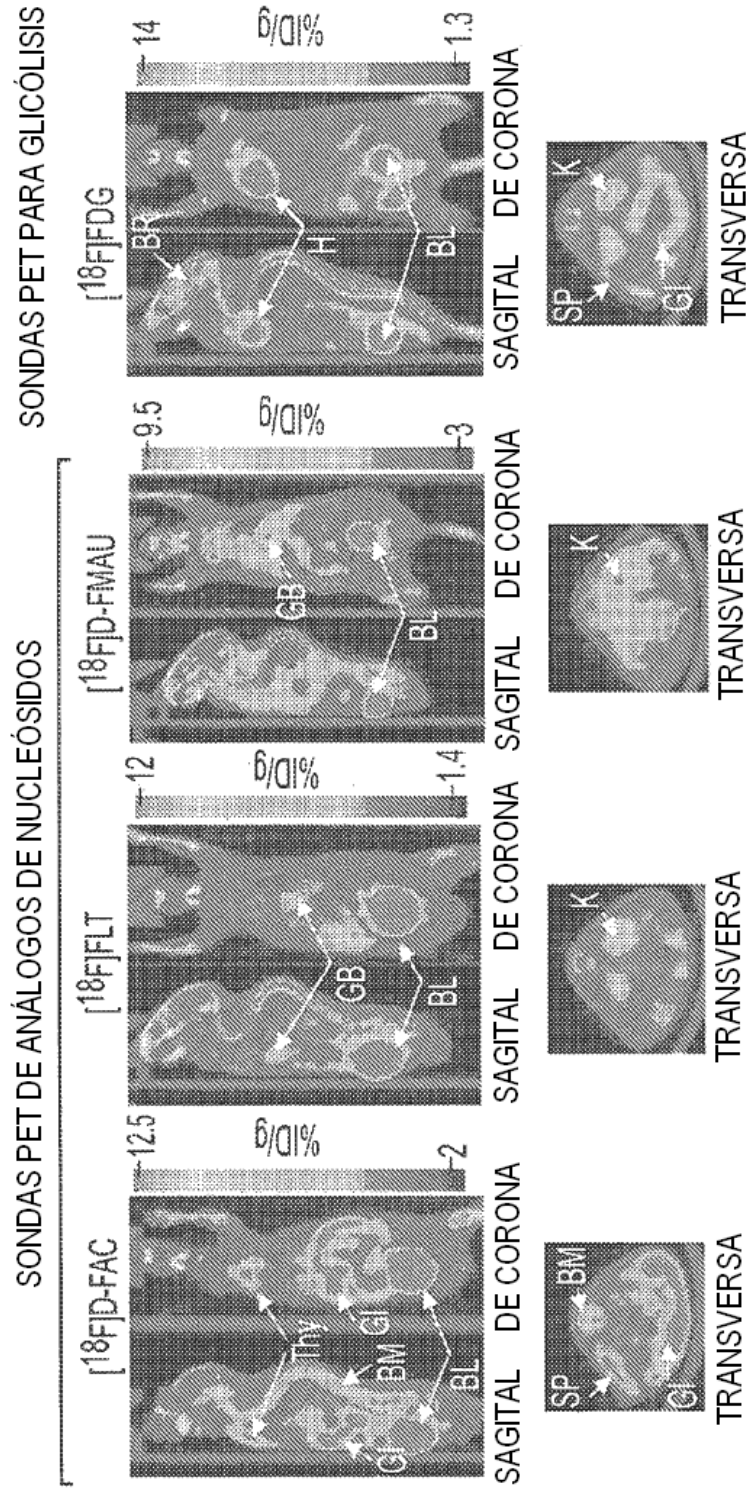 SONDAS PET DE ANÁLOGOS DE NUCLEÓSIDOS
SONDAS PET PARA GLICÓLISIS
[18F]D-FAC
12.5
%ID/g
2
Thy
GI
BM
GI
BL
SAGITAL DE CORONA
SP
BM
GI
TRANSVERSA
[18F]FLT
12
%ID/g
1.4
GB
BL
SAGITAL DE CORONA
K
TRANSVERSA
[18F]D-FMAU
9.5
%ID/g
3
GB
BL
SAGITAL DE CORONA
K
TRANSVERSA
[18F]FDG
14
%ID/g
1.3
BR
H
BL
SAGITAL DE CORONA
SP
K
GI
TRANSVERSA